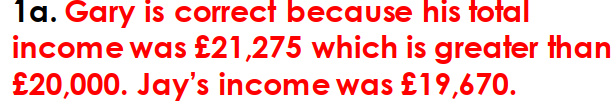 1a. Gary is correct because his total
income was £21,275 which is greater than
£20,000. Jay's income was £19,670.